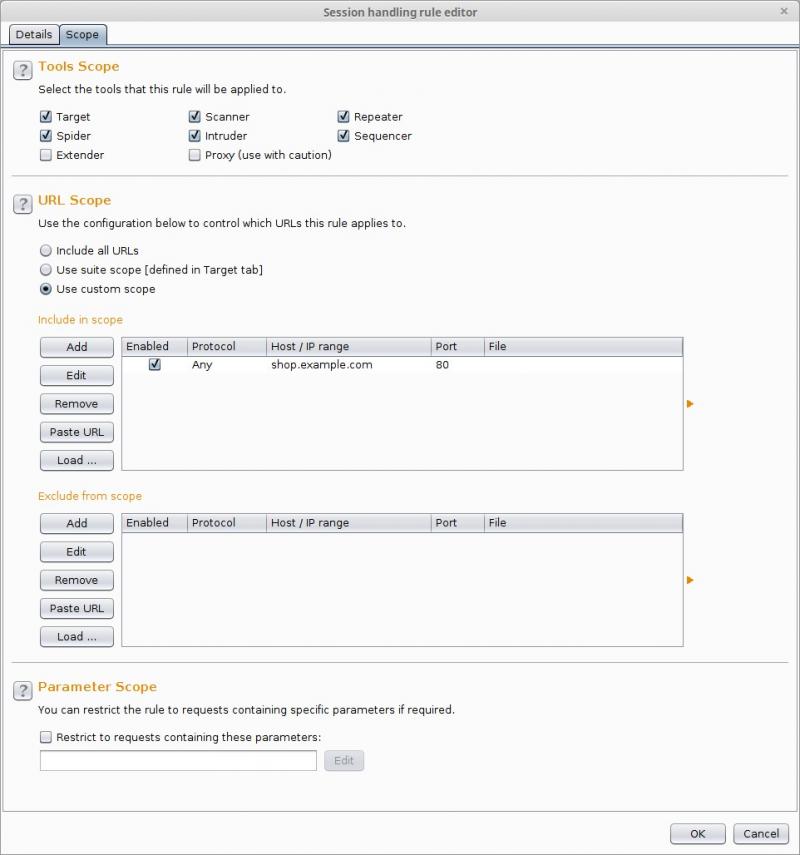 Session handling rule editor
Details Scope
? Tools Scope
Select the tools that this rule will be applied to.
Target Scanner Repeater
Spider Intruder Sequencer
Extender Proxy (use with caution)
? URL Scope
Use the configuration below to control which URLs this rule applies to.
Include all URLs
Use suite scope [defined in Target tab]
Use custom scope
Include in scope
Add Enabled Protocol Host / IP range Port File
Any shop.example.com 80
Edit
Remove
Paste URL
Load ...
Exclude from scope
Add Enabled Protocol Host / IP range Port File
Edit
Remove
Paste URL
Load ...
? Parameter Scope
You can restrict the rule to requests containing specific parameters if required.
Restrict to requests containing these parameters:
Edit
OK Cancel